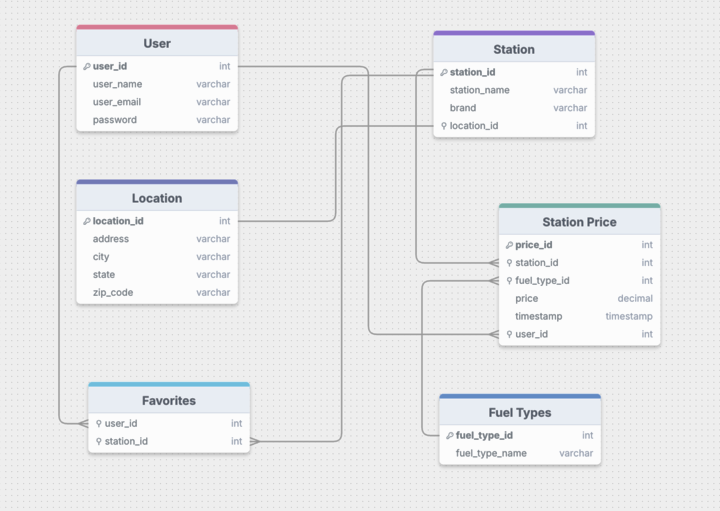 User
user_id int
user_name varchar
user_email varchar
password varchar
Station
station_id int
station_name varchar
brand varchar
location_id int
Location
location_id int
address varchar
city varchar
state varchar
zip_code varchar
Station Price
price_id int
station_id int
fuel_type_id int
price decimal
timestamp timestamp
user_id int
Favorites
user_id int
station_id int
Fuel Types
fuel_type_id int
fuel_type_name varchar